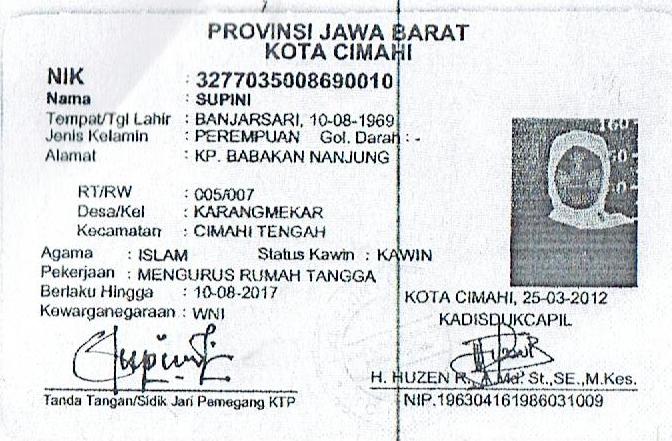 PROVINSI JAWA BARAT
KOTA CIMAHI
NIK : 3277035008690010
Nama : SUPINI
Tempat/Tgl Lahir : BANJARSARI, 10-08-1969
Jenis Kelamin : PEREMPUAN Gol. Darah : -
Alamat : KP. BABAKAN NANJUNG
RT/RW : 005/007
Desa/Kel : KARANGMEKAR
Kecamatan : CIMAHI TENGAH
Agama : ISLAM Status Kawin : KAWIN
Pekerjaan : MENGURUS RUMAH TANGGA
Berlaku Hingga : 10-08-2017
Kewarganegaraan : WNI
160
KOTA CIMAHI, 25-03-2012
KADISDUKCAPIL
Supini
H. HUZEN R., A.Md. St.,SE.,M.Kes.
Tanda Tangan/Sidik Jari Pemegang KTP
NIP.196304161986031009